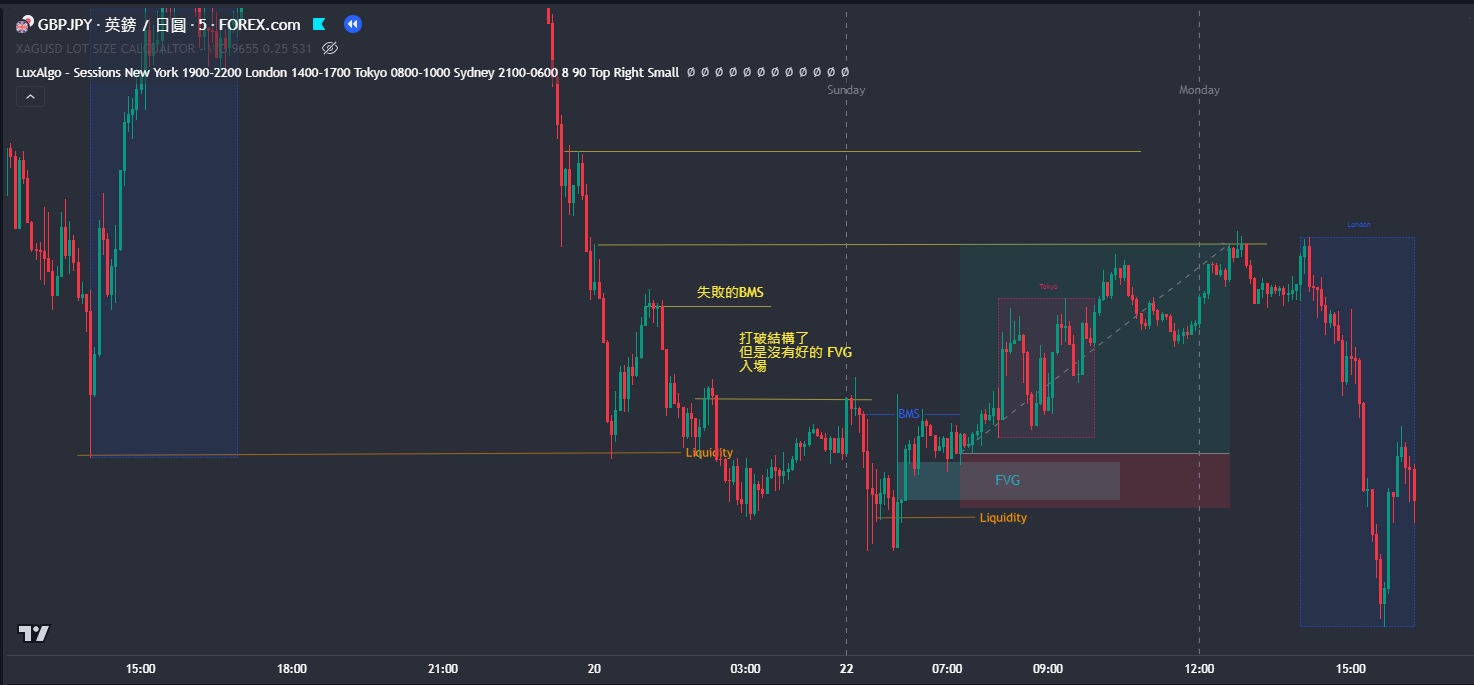 GBPJPY · 英鎊 / 日圓 · 5 · FOREX.com
XAGUSD LOT SIZE 9655 0.25 531
LuxAlgo - Sessions New York 1900-2200 London 1400-1700 Tokyo 0800-1000 Sydney 2100-0600 8 90 Top Right Small Ø Ø Ø Ø Ø Ø Ø Ø Ø Ø Ø Ø
Sunday
Monday
London
Tokyo
失敗的BMS
打破結構了
但是沒有好的 FVG
入場
BMS
Liquidity
FVG
Liquidity
15:00
18:00
21:00
20
03:00
22
07:00
09:00
12:00
15:00